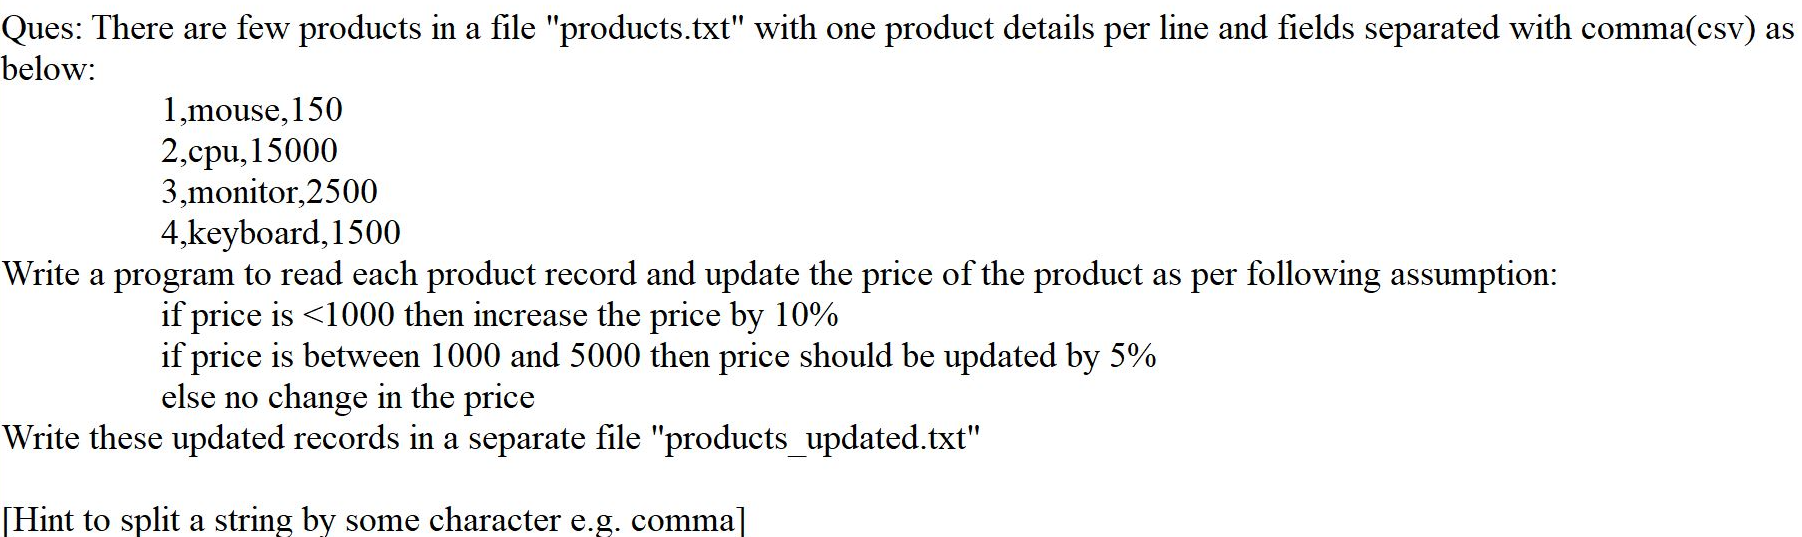 Ques: There are few products in a file "products.txt" with one product details per line and fields separated with comma(csv) as
below:
1,mouse,150
2,cpu,15000
3,monitor,2500
4,keyboard,1500
Write a program to read each product record and update the price of the product as per following assumption:
if price is <1000 then increase the price by 10%
if price is between 1000 and 5000 then price should be updated by 5%
else no change in the price
Write these updated records in a separate file "products_updated.txt"
[Hint to split a string by some character e.g. comma]